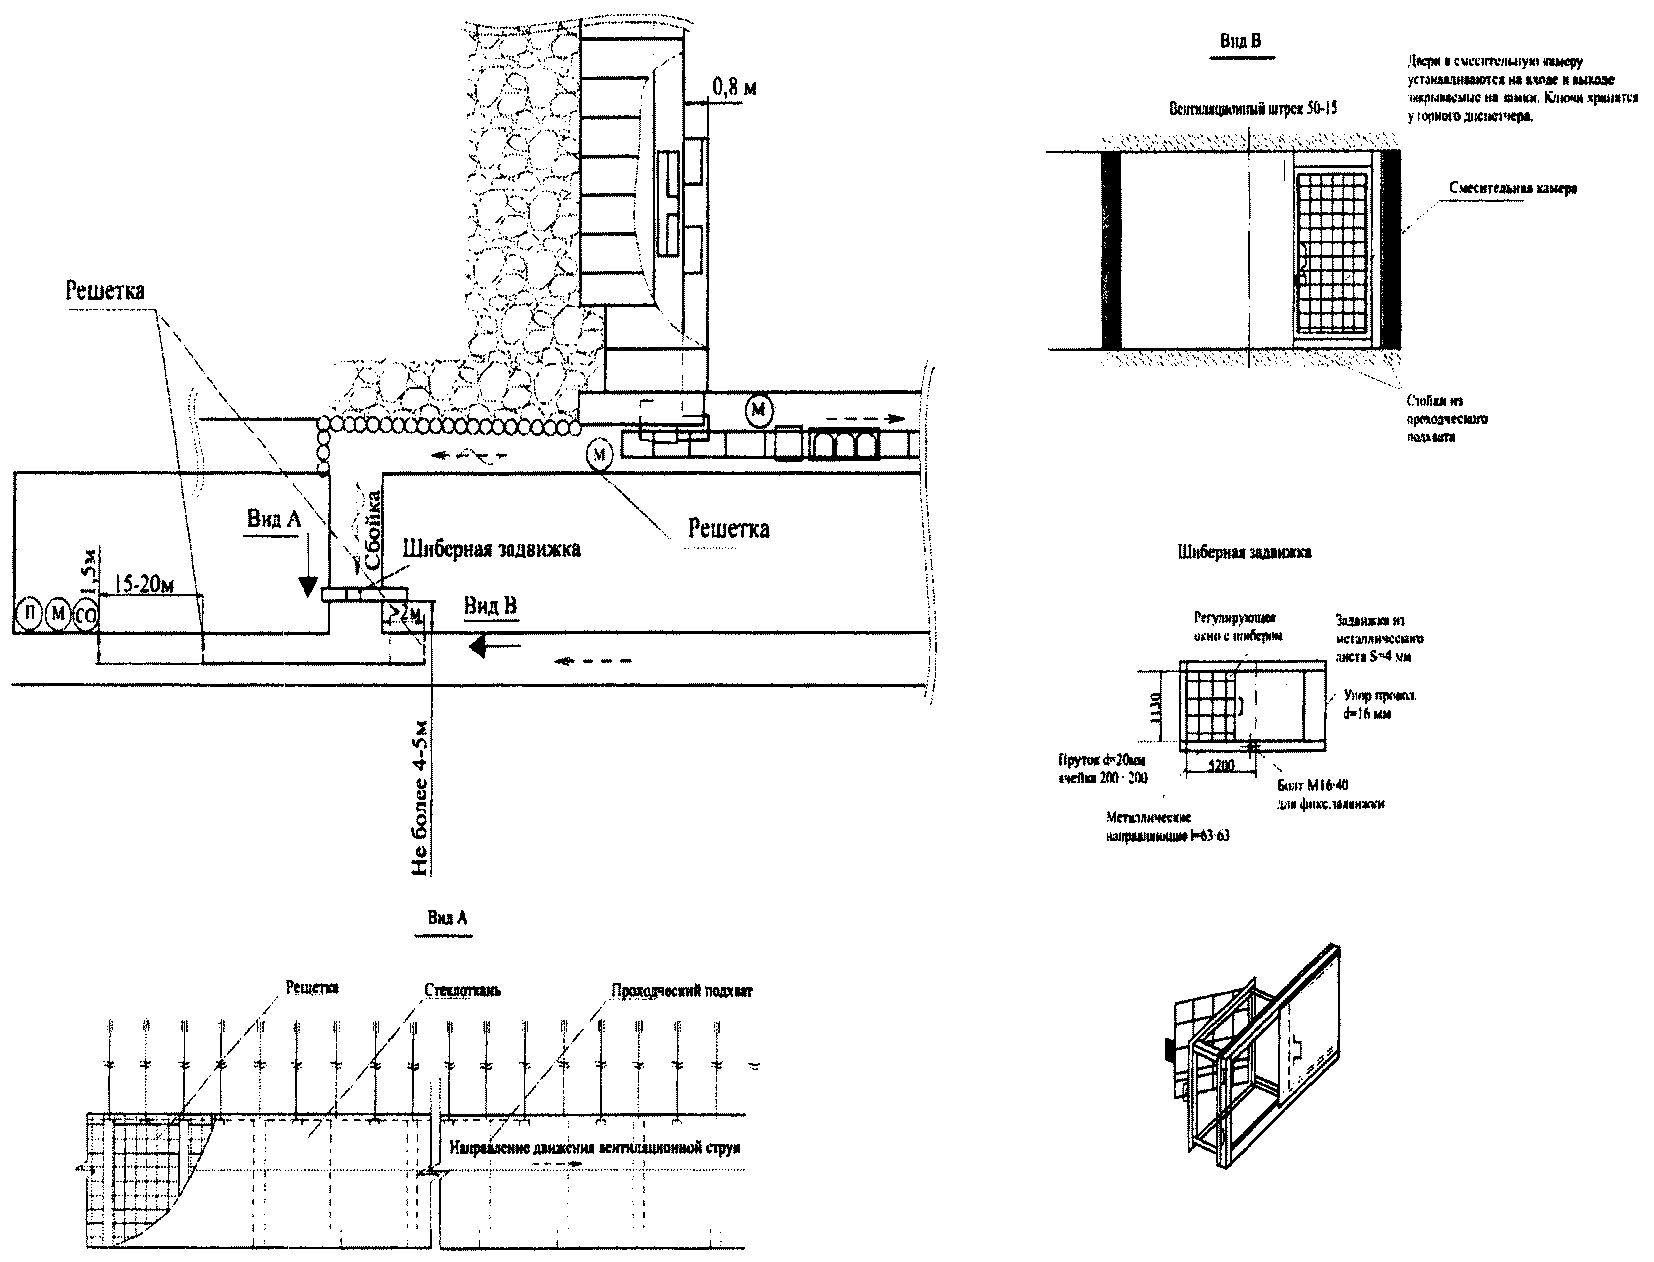 0,8 м
Решетка
М
М
Решетка
Сбойка
Вид А
Шиберная задвижка
1,5м
15-20м
П
М
СО
>2м
Вид В
Не более 4-5м
Вид В
Вентиляционный штрек 50-15
Двери в смесительную камеру
устанавливаются на входе и выходе
закрываемые на замки. Ключи хранятся
у горного диспетчера.
Смесительная камера
Стойки из
проходческого
подхвата
Шиберная задвижка
Регулирующее
окно с шибером
Задвижка из
металлического
листа S=4 мм
1130
Упор провол.
d=16 мм
Пруток d=20мм
ячейка 200·200
5200
Болт М16·40
для фикс.задвижки
Металлические
направляющие l=63·63
Вид А
Решетка
Стеклоткань
Проходческий подхват
Направление движения вентиляционной струи